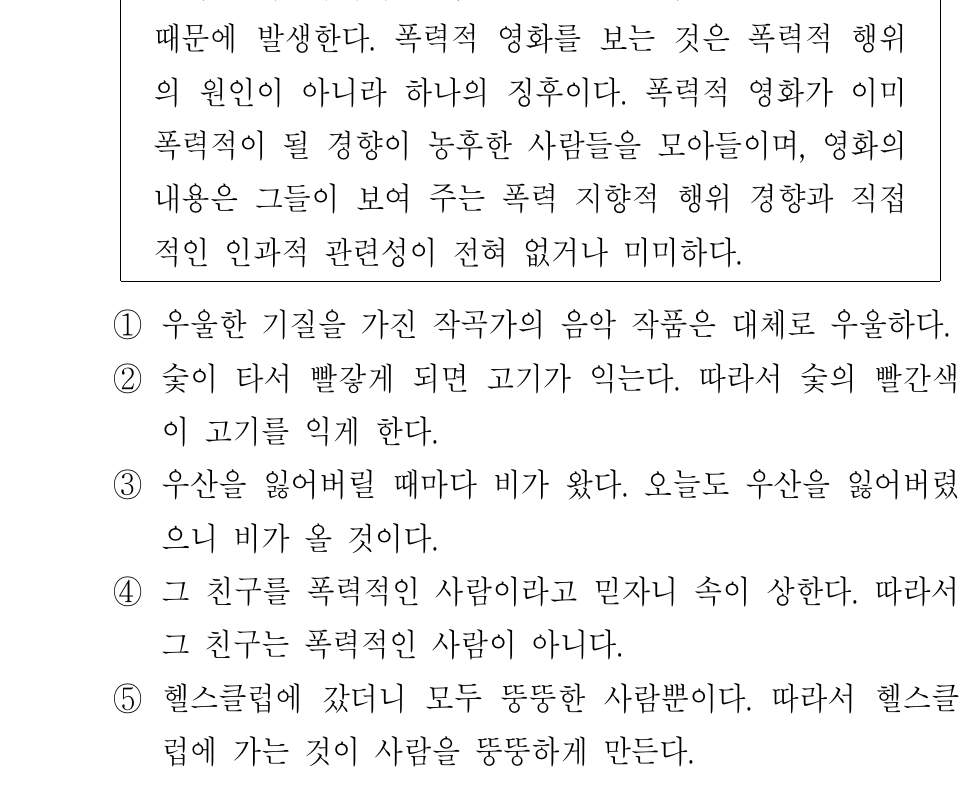 때문에 발생한다. 폭력적 영화를 보는 것은 폭력적 행위
의 원인이 아니라 하나의 징후이다. 폭력적 영화가 이미
폭력적이 될 경향이 농후한 사람들을 모아들이며, 영화의
내용은 그들이 보여 주는 폭력 지향적 행위 경향과 직접
적인 인과적 관련성이 전혀 없거나 미미하다.
① 우울한 기질을 가진 작곡가의 음악 작품은 대체로 우울하다.
② 숯이 타서 빨갛게 되면 고기가 익는다. 따라서 숯의 빨간색
이 고기를 익게 한다.
③ 우산을 잃어버릴 때마다 비가 왔다. 오늘도 우산을 잃어버렸
으니 비가 올 것이다.
④ 그 친구를 폭력적인 사람이라고 믿자니 속이 상한다. 따라서
그 친구는 폭력적인 사람이 아니다.
⑤ 헬스클럽에 갔더니 모두 뚱뚱한 사람뿐이다. 따라서 헬스클
럽에 가는 것이 사람을 뚱뚱하게 만든다.